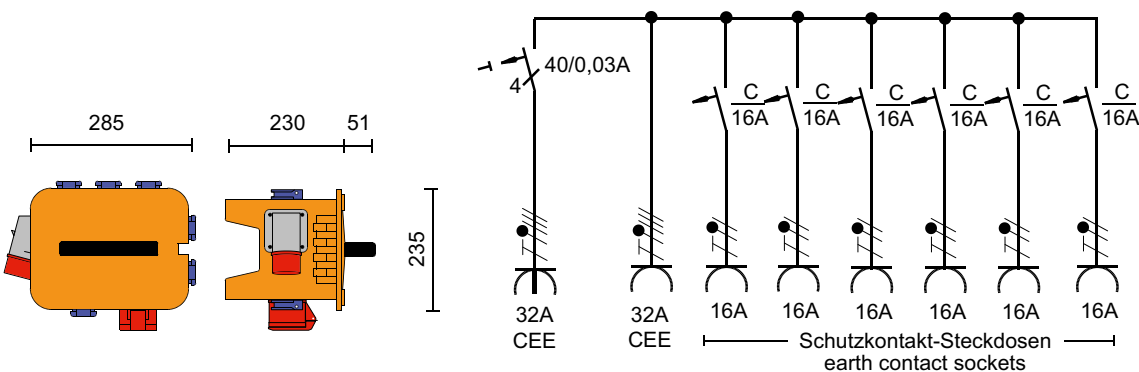 285
230
51
235
40/0,03A
4
C
16A
C
16A
C
16A
C
16A
C
16A
C
16A
32A
CEE
32A
CEE
16A
16A
16A
16A
16A
16A
Schutzkontakt-Steckdosen
earth contact sockets